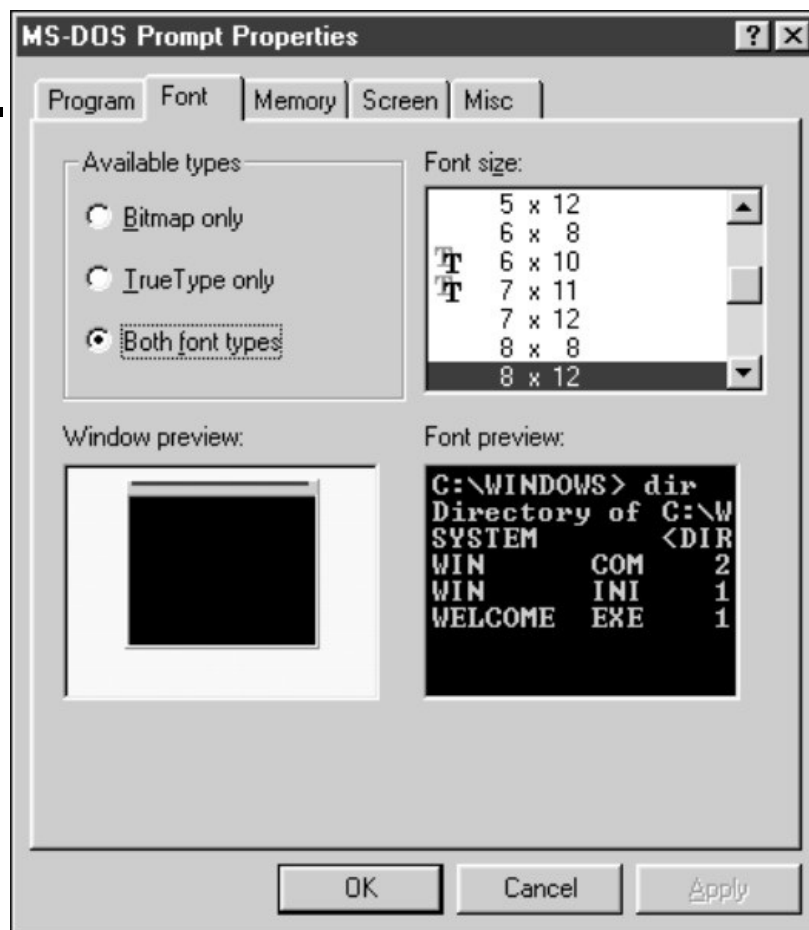 MS-DOS Prompt Properties
Program Font Memory Screen Misc
Available types
Bitmap only
TrueType only
Both font types
Font size:
5 x 12
6 x 8
6 x 10
7 x 11
7 x 12
8 x 8
8 x 12
Window preview:
Font preview:
C:\WINDOWS> dir
Directory of C:\W
SYSTEM <DIR
WIN COM 2
WIN INI 1
WELCOME EXE 1
OK Cancel Apply